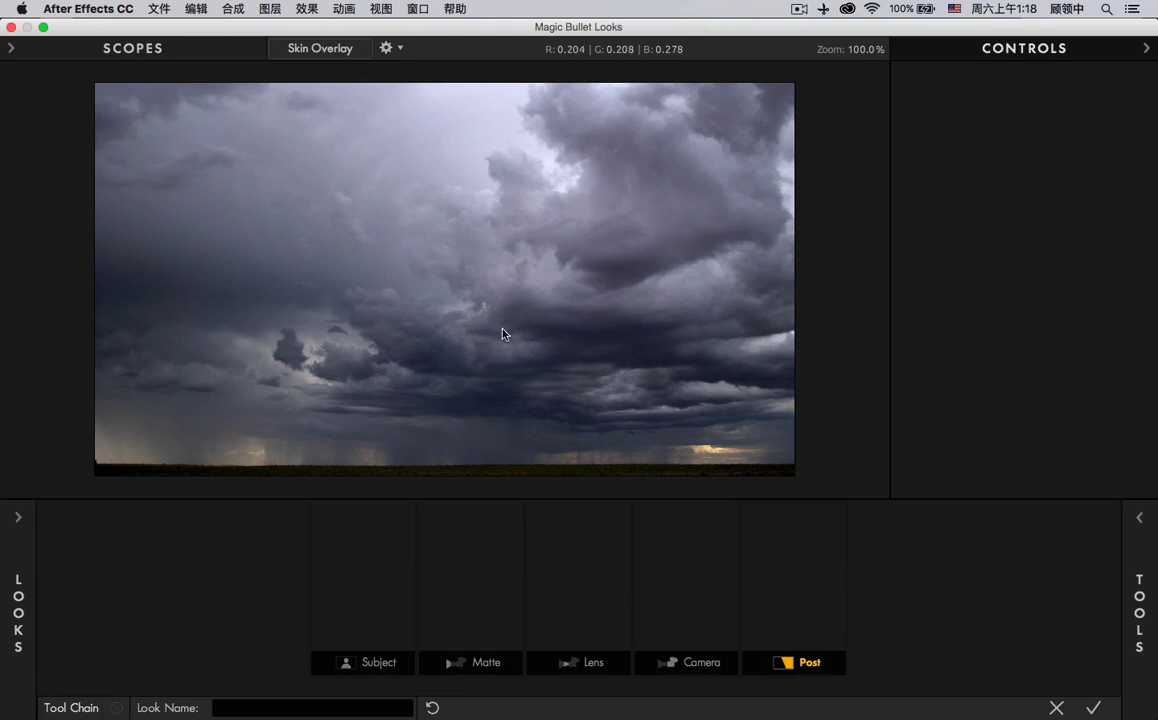 After Effects CC 文件 编辑 合成 图层 效果 动画 视图 窗口 帮助 100% 周六上午1:18 顾领中
Magic Bullet Looks
SCOPES Skin Overlay R: 0.204 | G: 0.208 | B: 0.278 Zoom: 100.0% CONTROLS
LOOKS
TOOLS
Subject Matte Lens Camera Post
Tool Chain Look Name: